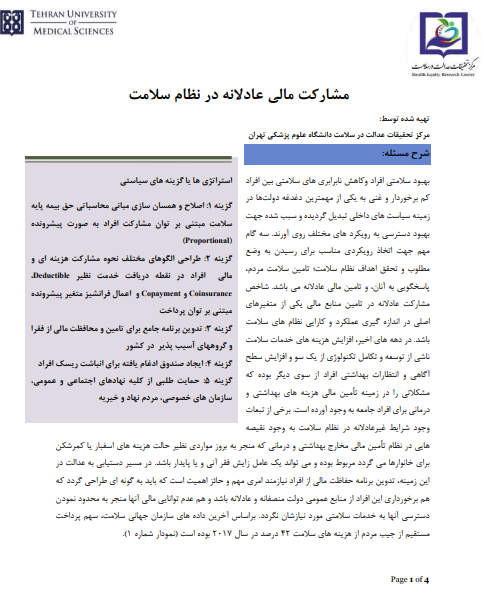 TEHRAN UNIVERSITY
OF
MEDICAL SCIENCES
مرکز تحقیقات عدالت در سلامت
Health Equity Research Center
مشارکت مالی عادلانه در نظام سلامت
تهیه شده توسط:
مرکز تحقیقات عدالت در سلامت دانشگاه علوم پزشکی تهران
شرح مسئله:
بهبود سلامتی افراد وکاهش نابرابری های سلامتی بین افراد
کم برخوردار و غنی به یکی از مهمترین دغدغه دولت‌ها در
زمینه سیاست های داخلی تبدیل گردیده و سبب شده جهت
بهبود دسترسی به رویکرد های مختلف روی آورند. سه گام
مهم جهت اتخاذ رویکردی مناسب برای رسیدن به وضع
مطلوب و تحقق اهداف نظام سلامت؛ تامین سلامت مردم،
پاسخگویی به آنان، و تامین مالی عادلانه می باشد. شاخص
مشارکت عادلانه در تامین منابع مالی یکی از متغیرهای
اصلی در اندازه گیری عملکرد و کارایی نظام های سلامت
باشد. در دهه های اخیر، افزایش هزینه های خدمات سلامت
ناشی از توسعه و تکامل تکنولوژی از یک سو و افزایش سطح
آگاهی و انتظارات بهداشتی افراد از سوی دیگر بوده که
مشکلاتی را در زمینه تأمین مالی هزینه های بهداشتی و
درمانی برای افراد جامعه به وجود آورده است. برخی از تبعات
وجود شرایط غیرعادلانه در نظام سلامت به وجود نقیصه
هایی در نظام تأمین مالی مخارج بهداشتی و درمانی که منجر به بروز مواردی نظیر حالت هزینه های اسفبار یا کمرشکن
برای خانوارها می گردد مربوط بوده و می تواند یک عامل زایش فقر آنی و یا پایدار باشد. در مسیر دستیابی به عدالت در
این زمینه، تدوین برنامه حفاظت مالی از افراد نیازمند امری مهم و حائز اهمیت است که باید به گونه ای طراحی گردد که
هم برخورداری این افراد از منابع عمومی دولت منصفانه و عادلانه باشد و هم عدم توانایی مالی آنها منجر به محدود نمودن
دسترسی آنها به خدمات سلامتی مورد نیازشان نگردد. براساس آخرین داده های سازمان جهانی سلامت، سهم پرداخت
مستقیم از جیب مردم از هزینه های سلامت ۴۲ درصد در سال ۲۰۱۷ بوده است (نمودار شماره ۱).
استراتژی ها یا گزینه های سیاستی
گزینه ۱: اصلاح و همسان سازی مبانی محاسباتی حق بیمه پایه
سلامت مبتنی بر توان مشارکت افراد به صورت پیشرونده
(Proportional)
گزینه ۲: طراحی الگوهای مختلف نحوه مشارکت هزینه ای و
مالی افراد در نقطه دریافت خدمت نظیر Deductible،
Coinsurance و Copayment و اعمال فرانشیز متغیر پیشرونده
مبتنی بر توان پرداخت
گزینه ۳: تدوین برنامه جامع برای تامین و محافظت مالی از فقرا
و گروههای آسیب پذیر در کشور
گزینه ۴: ایجاد صندوق ادغام یافته برای انباشت ریسک افراد
گزینه ۵: حمایت طلبی از کلیه نهادهای اجتماعی و عمومی،
سازمان های خصوصی، مردم نهاد و خیریه
Page 1 of 4